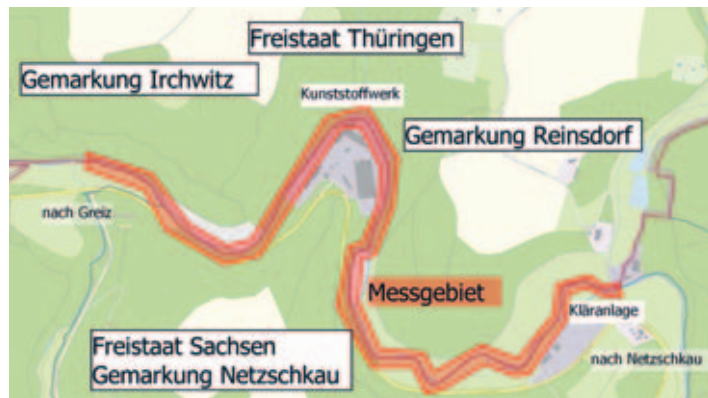 Freistaat Thüringen
Gemarkung Irchwitz
Kunststoffwerk
Gemarkung Reinsdorf
nach Greiz
Messgebiet
Kläranlage
Freistaat Sachsen
Gemarkung Netzschkau
nach Netzschkau